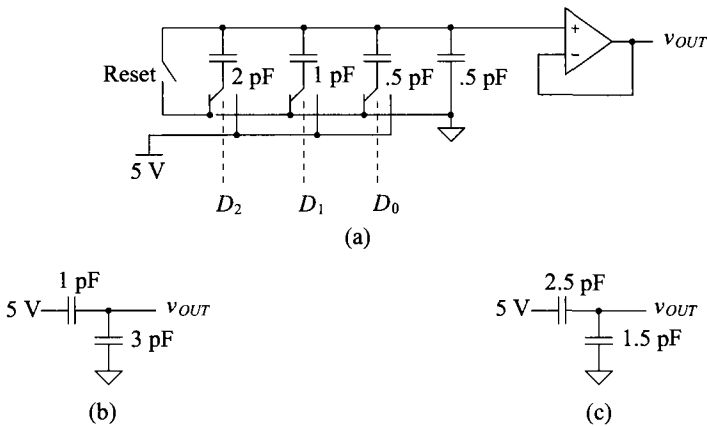 Reset
2 pF
1 pF
.5 pF
.5 pF
+
−
vOUT
5 V
D2
D1
D0
(a)
1 pF
5 V
vOUT
3 pF
(b)
2.5 pF
5 V
vOUT
1.5 pF
(c)